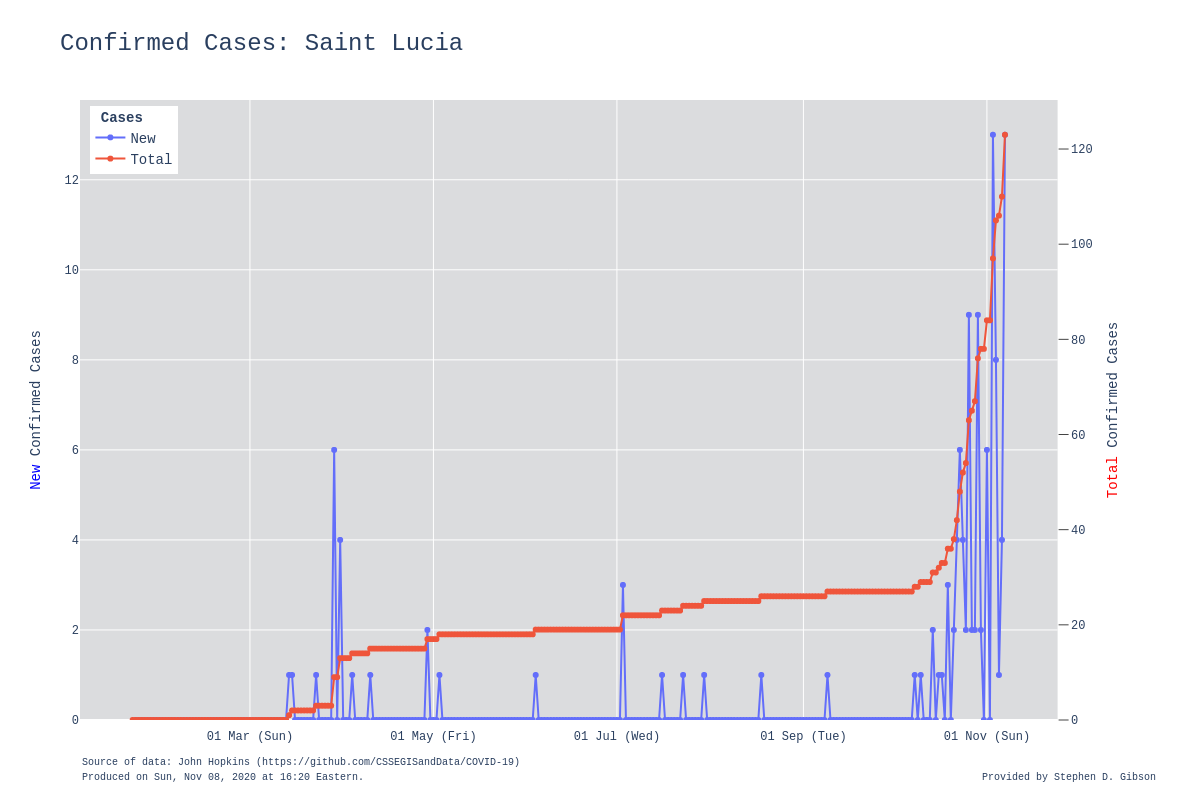 Confirmed Cases: Saint Lucia
Cases
New
Total
12
10
8
6
4
2
0
New Confirmed Cases
120
100
80
60
40
20
0
Total Confirmed Cases
01 Mar (Sun)
01 May (Fri)
01 Jul (Wed)
01 Sep (Tue)
01 Nov (Sun)
Source of data: John Hopkins (https://github.com/CSSEGISandData/COVID-19)
Produced on Sun, Nov 08, 2020 at 16:20 Eastern.
Provided by Stephen D. Gibson